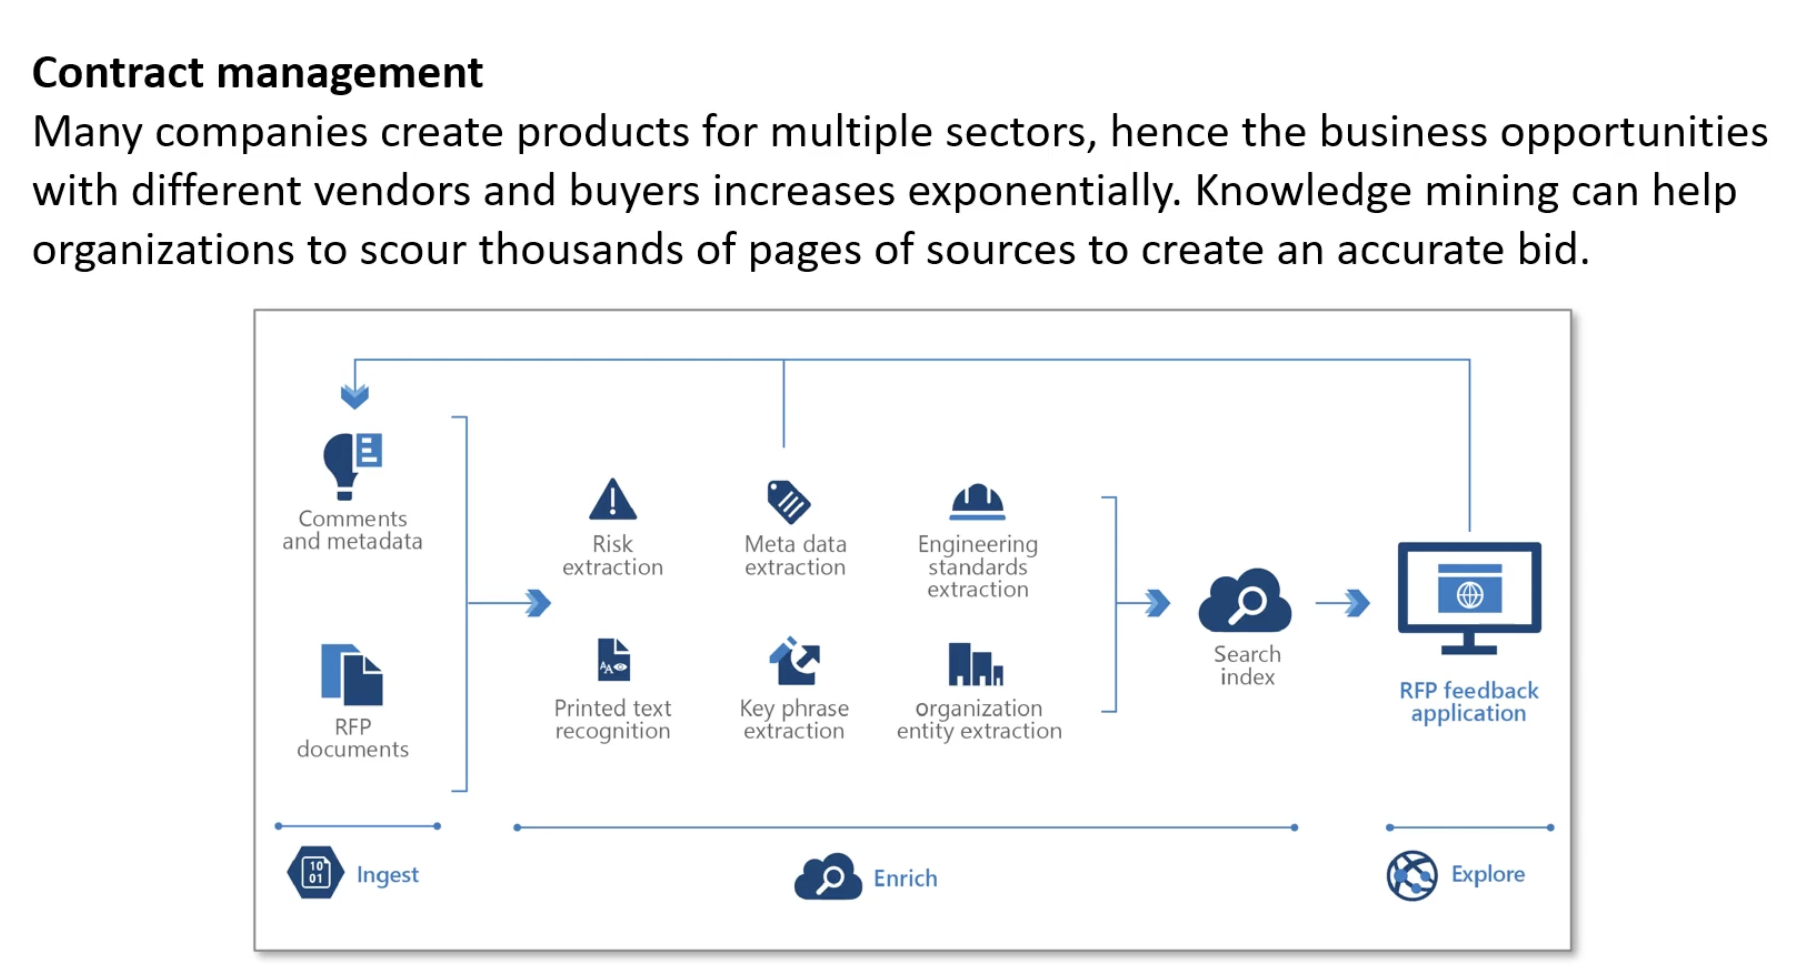 Contract management
Many companies create products for multiple sectors, hence the business opportunities
with different vendors and buyers increases exponentially. Knowledge mining can help
organizations to scour thousands of pages of sources to create an accurate bid.
Comments
and metadata
RFP
documents
Risk
extraction
Meta data
extraction
Engineering
standards
extraction
Printed text
recognition
Key phrase
extraction
organization
entity extraction
Search
index
RFP feedback
application
10
01
Ingest
Enrich
Explore